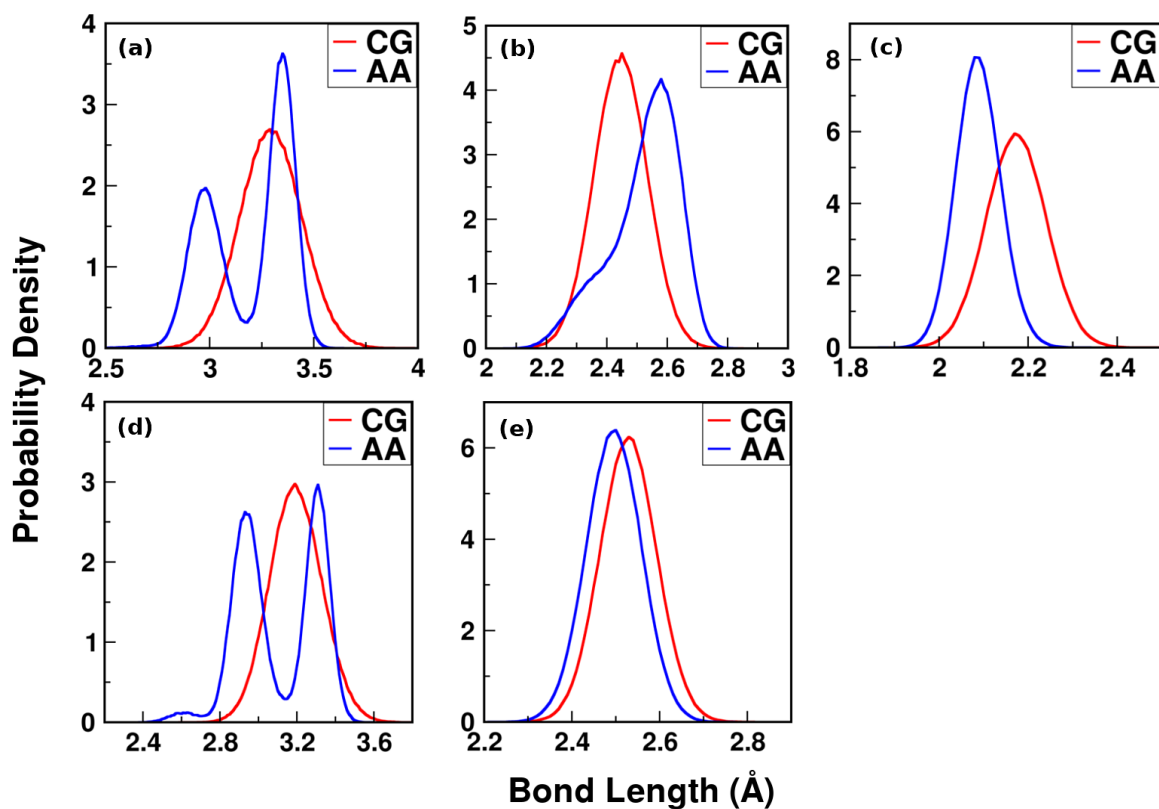 (a)
CG
AA
4
3
2
1
0
2.5 3 3.5 4
(b)
CG
AA
5
4
3
2
1
0
2 2.2 2.4 2.6 2.8 3
(c)
CG
AA
8
6
4
2
0
1.8 2 2.2 2.4
(d)
CG
AA
4
3
2
1
0
2.4 2.8 3.2 3.6
(e)
CG
AA
6
4
2
0
2.2 2.4 2.6 2.8
Probability Density
Bond Length (Å)